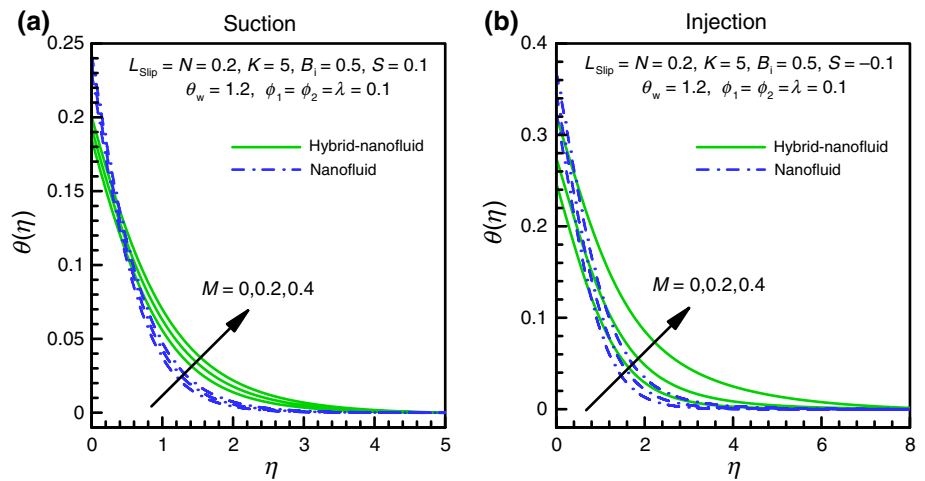 (a)
Suction
L_Slip = N = 0.2, K = 5, B_i = 0.5, S = 0.1
θ_w = 1.2, ϕ_1 = ϕ_2 = λ = 0.1
Hybrid-nanofluid
Nanofluid
M = 0,0.2,0.4
θ(η)
0.25
0.2
0.15
0.1
0.05
0
0 1 2 3 4 5
η
(b)
Injection
L_Slip = N = 0.2, K = 5, B_i = 0.5, S = –0.1
θ_w = 1.2, ϕ_1 = ϕ_2 = λ = 0.1
Hybrid-nanofluid
Nanofluid
M = 0,0.2,0.4
θ(η)
0.4
0.3
0.2
0.1
0
0 2 4 6 8
η